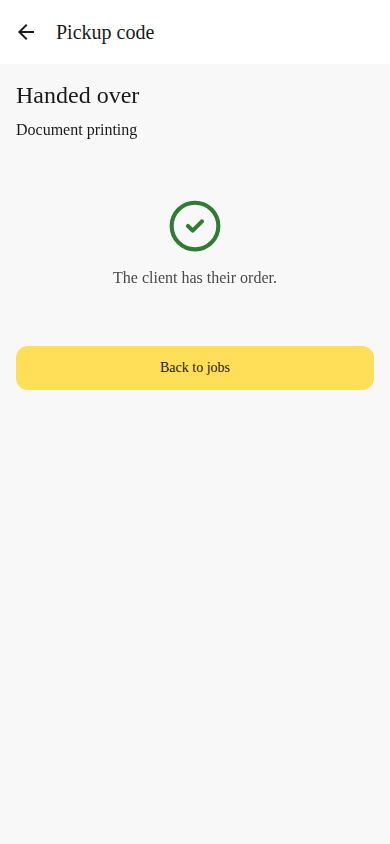 Pickup code
Handed over
Document printing
The client has their order.
Back to jobs